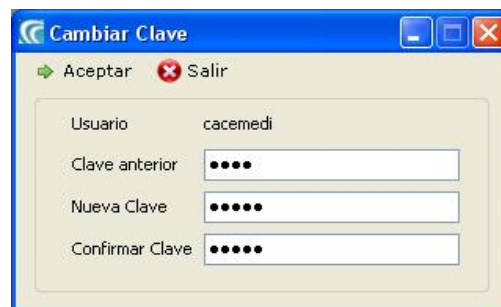 Cambiar Clave
Aceptar Salir
Usuario cacemedi
Clave anterior ••••
Nueva Clave •••••
Confirmar Clave •••••